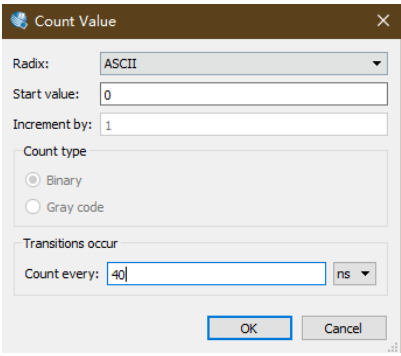 Count Value
Radix: ASCII
Start value: 0
Increment by: 1
Count type
Binary
Gray code
Transitions occur
Count every: 40 ns
OK Cancel